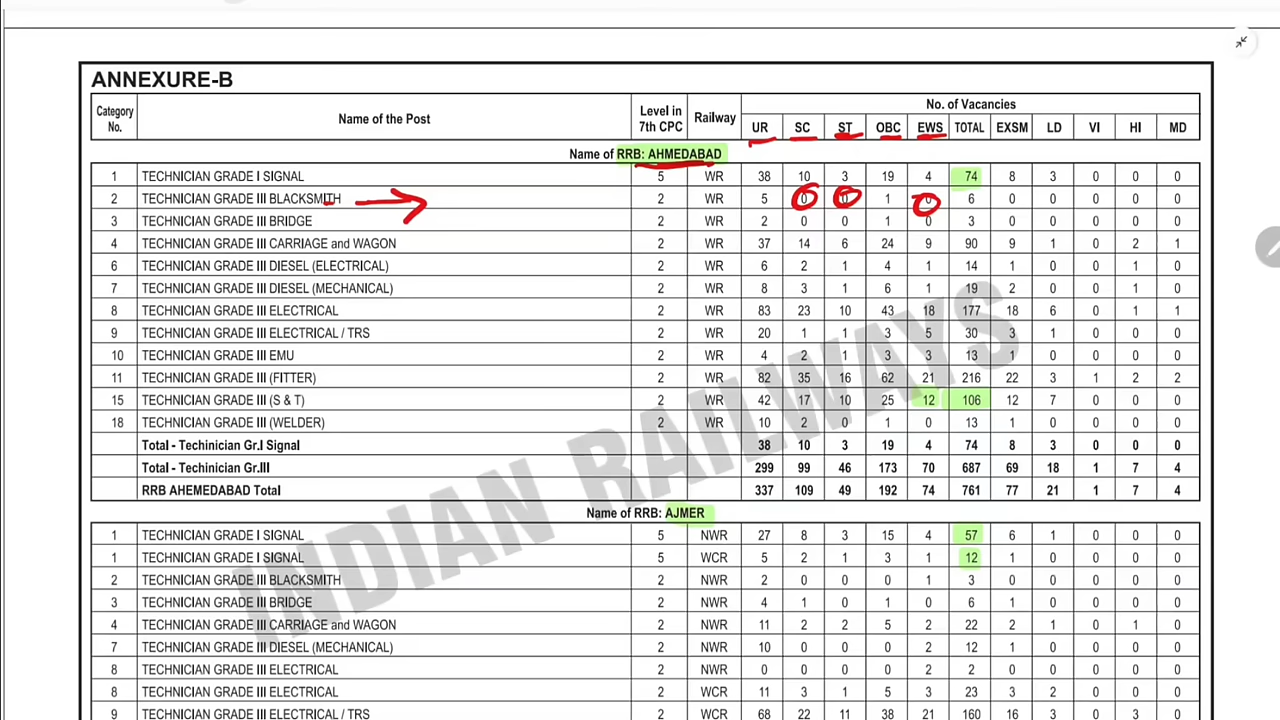 ANNEXURE-B
Category No. Name of the Post Level in 7th CPC Railway No. of Vacancies
UR SC ST OBC EWS TOTAL EXSM LD VI HI MD
Name of RRB: AHMEDABAD
1 TECHNICIAN GRADE I SIGNAL 5 WR 38 10 3 19 4 74 8 3 0 0 0
2 TECHNICIAN GRADE III BLACKSMITH 2 WR 5 0 0 1 0 6 0 0 0 0 0
3 TECHNICIAN GRADE III BRIDGE 2 WR 2 0 0 1 0 3 0 0 0 0 0
4 TECHNICIAN GRADE III CARRIAGE and WAGON 2 WR 37 14 6 24 9 90 9 1 0 2 1
6 TECHNICIAN GRADE III DIESEL (ELECTRICAL) 2 WR 6 2 1 4 1 14 1 0 0 1 0
7 TECHNICIAN GRADE III DIESEL (MECHANICAL) 2 WR 8 3 1 6 1 19 2 0 0 1 0
8 TECHNICIAN GRADE III ELECTRICAL 2 WR 83 23 10 43 18 177 18 6 0 1 1
9 TECHNICIAN GRADE III ELECTRICAL / TRS 2 WR 20 1 1 3 5 30 3 1 0 0 0
10 TECHNICIAN GRADE III EMU 2 WR 4 2 1 3 3 13 1 0 0 0 0
11 TECHNICIAN GRADE III (FITTER) 2 WR 82 35 16 62 21 216 22 3 1 2 2
15 TECHNICIAN GRADE III (S & T) 2 WR 42 17 10 25 12 106 12 7 0 0 0
18 TECHNICIAN GRADE III (WELDER) 2 WR 10 2 0 1 0 13 1 0 0 0 0
Total - Techinician Gr.I Signal 38 10 3 19 4 74 8 3 0 0 0
Total - Technician Gr.III 299 99 46 173 70 687 69 18 1 7 4
RRB AHEMEDABAD Total 337 109 49 192 74 761 77 21 1 7 4
Name of RRB: AJMER
1 TECHNICIAN GRADE I SIGNAL 5 NWR 27 8 3 15 4 57 6 1 0 0 0
1 TECHNICIAN GRADE I SIGNAL 5 WCR 5 2 1 3 1 12 1 0 0 0 0
2 TECHNICIAN GRADE III BLACKSMITH 2 NWR 2 0 0 0 1 3 0 0 0 0 0
3 TECHNICIAN GRADE III BRIDGE 2 NWR 4 1 0 1 0 6 1 0 0 0 0
4 TECHNICIAN GRADE III CARRIAGE and WAGON 2 NWR 11 2 2 5 2 22 2 1 0 1 0
7 TECHNICIAN GRADE III DIESEL (MECHANICAL) 2 NWR 10 0 0 0 2 12 1 0 0 0 0
8 TECHNICIAN GRADE III ELECTRICAL 2 NWR 0 0 0 0 2 2 0 0 0 0 0
8 TECHNICIAN GRADE III ELECTRICAL 2 WCR 11 3 1 5 3 23 3 2 0 0 0
9 TECHNICIAN GRADE III ELECTRICAL / TRS 2 WCR 68 22 11 38 21 160 16 3 0 0 0
INDIAN RAILWAYS